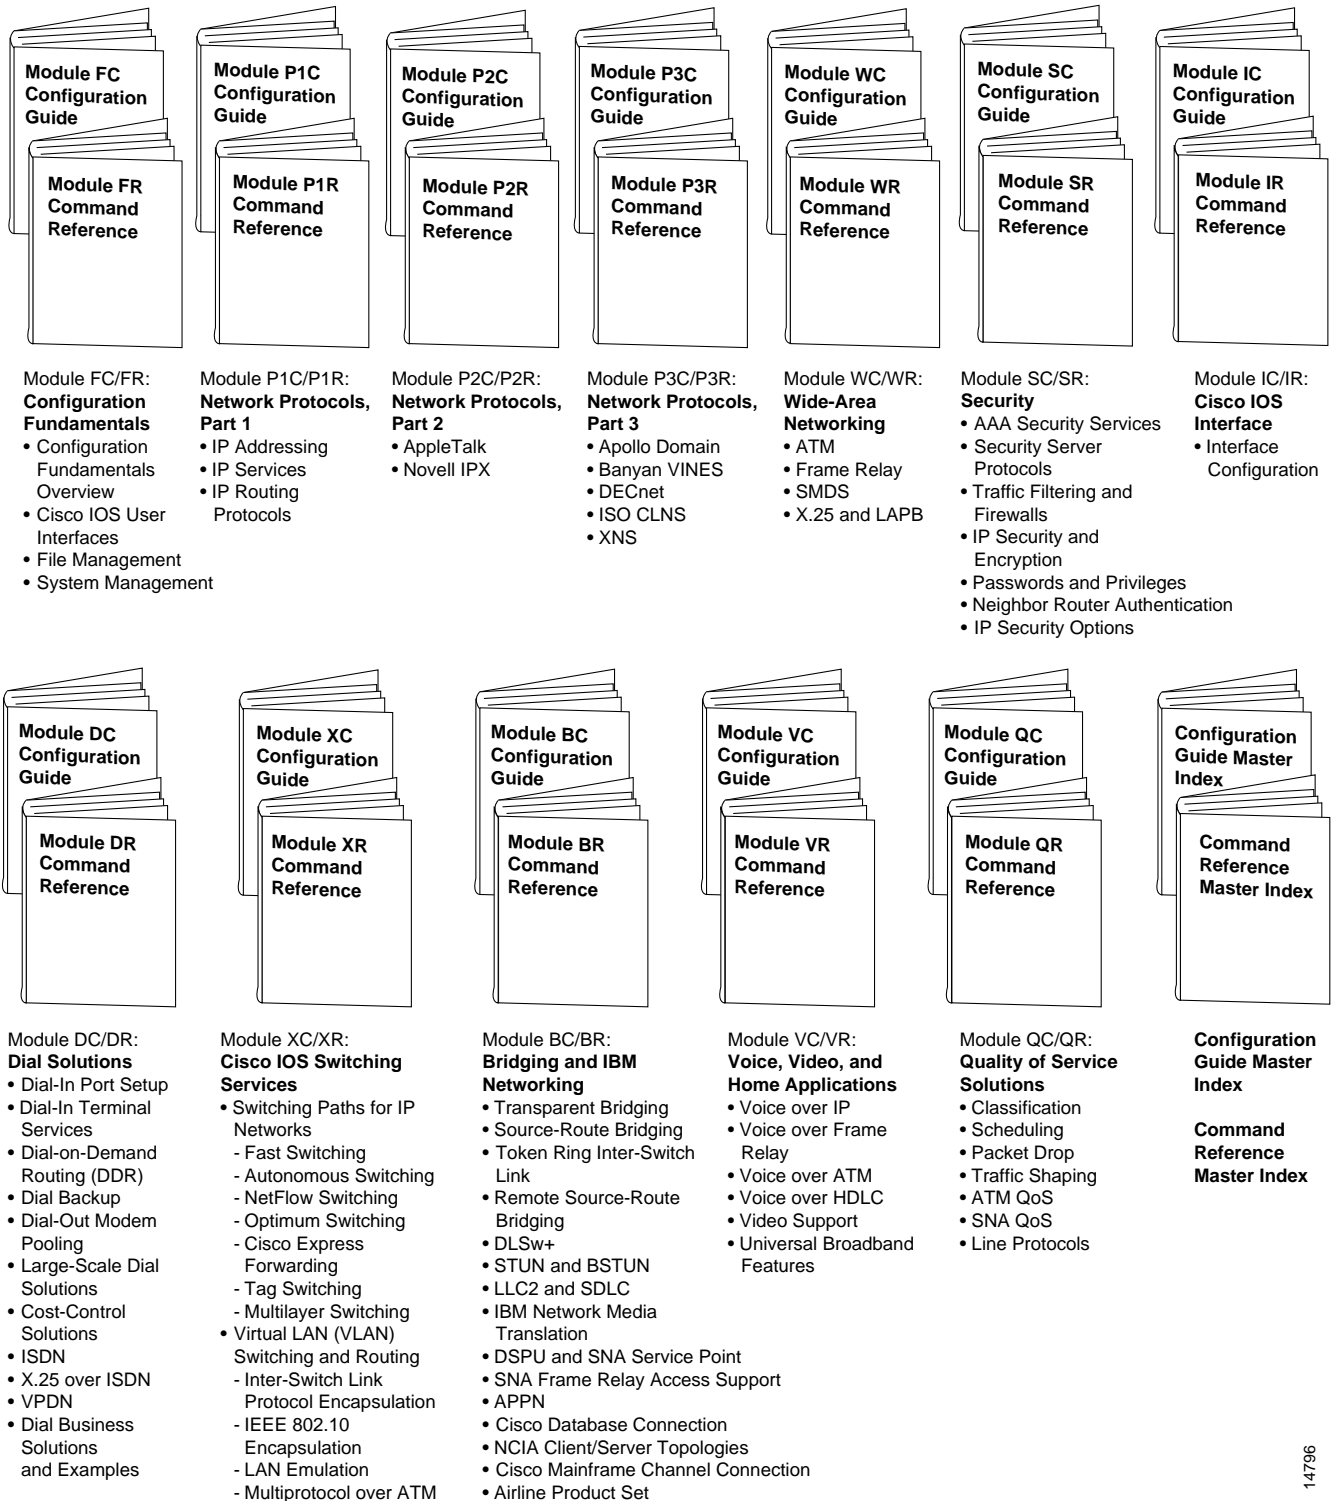 Module FC
Configuration
Guide
Module FR
Command
Reference
Module P1C
Configuration
Guide
Module P1R
Command
Reference
Module P2C
Configuration
Guide
Module P2R
Command
Reference
Module P3C
Configuration
Guide
Module P3R
Command
Reference
Module WC
Configuration
Guide
Module WR
Command
Reference
Module SC
Configuration
Guide
Module SR
Command
Reference
Module IC
Configuration
Guide
Module IR
Command
Reference
Module FC/FR:
Configuration
Fundamentals
• Configuration
Fundamentals
Overview
• Cisco IOS User
Interfaces
• File Management
• System Management
Module P1C/P1R:
Network Protocols,
Part 1
• IP Addressing
• IP Services
• IP Routing
Protocols
Module P2C/P2R:
Network Protocols,
Part 2
• AppleTalk
• Novell IPX
Module P3C/P3R:
Network Protocols,
Part 3
• Apollo Domain
• Banyan VINES
• DECnet
• ISO CLNS
• XNS
Module WC/WR:
Wide-Area
Networking
• ATM
• Frame Relay
• SMDS
• X.25 and LAPB
Module SC/SR:
Security
• AAA Security Services
• Security Server
Protocols
• Traffic Filtering and
Firewalls
• IP Security and
Encryption
• Passwords and Privileges
• Neighbor Router Authentication
• IP Security Options
Module IC/IR:
Cisco IOS
Interface
• Interface
Configuration
Module DC
Configuration
Guide
Module DR
Command
Reference
Module XC
Configuration
Guide
Module XR
Command
Reference
Module BC
Configuration
Guide
Module BR
Command
Reference
Module VC
Configuration
Guide
Module VR
Command
Reference
Module QC
Configuration
Guide
Module QR
Command
Reference
Configuration
Guide Master
Index
Command
Reference
Master Index
Module DC/DR:
Dial Solutions
• Dial-In Port Setup
• Dial-In Terminal
Services
• Dial-on-Demand
Routing (DDR)
• Dial Backup
• Dial-Out Modem
Pooling
• Large-Scale Dial
Solutions
• Cost-Control
Solutions
• ISDN
• X.25 over ISDN
• VPDN
• Dial Business
Solutions
and Examples
Module XC/XR:
Cisco IOS Switching
Services
• Switching Paths for IP
Networks
- Fast Switching
- Autonomous Switching
- NetFlow Switching
- Optimum Switching
- Cisco Express
Forwarding
- Tag Switching
- Multilayer Switching
• Virtual LAN (VLAN)
Switching and Routing
- Inter-Switch Link
Protocol Encapsulation
- IEEE 802.10
Encapsulation
- LAN Emulation
- Multiprotocol over ATM
Module BC/BR:
Bridging and IBM
Networking
• Transparent Bridging
• Source-Route Bridging
• Token Ring Inter-Switch
Link
• Remote Source-Route
Bridging
• DLSw+
• STUN and BSTUN
• LLC2 and SDLC
• IBM Network Media
Translation
• DSPU and SNA Service Point
• SNA Frame Relay Access Support
• APPN
• Cisco Database Connection
• NCIA Client/Server Topologies
• Cisco Mainframe Channel Connection
• Airline Product Set
Module VC/VR:
Voice, Video, and
Home Applications
• Voice over IP
• Voice over Frame
Relay
• Voice over ATM
• Voice over HDLC
• Video Support
• Universal Broadband
Features
Module QC/QR:
Quality of Service
Solutions
• Classification
• Scheduling
• Packet Drop
• Traffic Shaping
• ATM QoS
• SNA QoS
• Line Protocols
Configuration
Guide Master
Index
Command
Reference
Master Index
14796